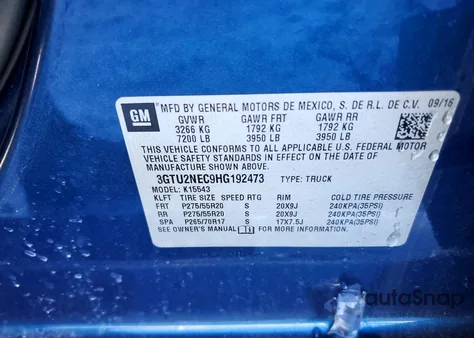 GM
MFD BY GENERAL MOTORS DE MEXICO, S. DE R.L. DE C.V. 09/16
GVWR GAWR FRT GAWR RR
3266 KG 1792 KG 1792 KG
7200 LB 3950 LB 3950 LB
THIS VEHICLE CONFORMS TO ALL APPLICABLE U.S. FEDERAL MOTOR
VEHICLE SAFETY STANDARDS IN EFFECT ON THE DATE OF
MANUFACTURE SHOWN ABOVE.
3GTU2NEC9HG192473 TYPE: TRUCK
MODEL: K15543
KLFT TIRE SIZE SPEED RTG RIM COLD TIRE PRESSURE
FRT P275/55R20 S 20X9J 240KPA(35PSI)
RR P275/55R20 S 20X9J 240KPA(35PSI)
SPA P265/70R17 S 17X7.5J 240KPA(35PSI)
SEE OWNER'S MANUAL FOR MORE INFORMATION.
autoSnap